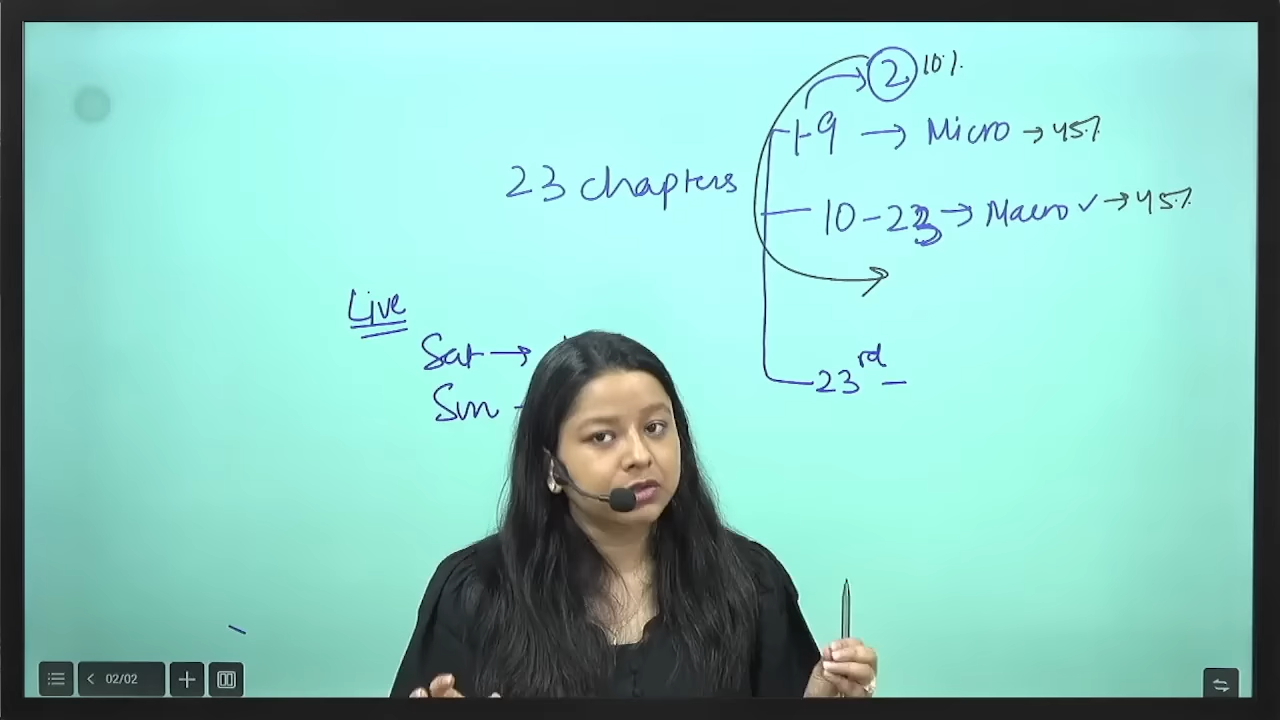 2 10%
1-9 → Micro → 45%
23 chapters
10-23 → Macro ✓ → 45%
Live
Sat →
23rd -
Sun -
02/02